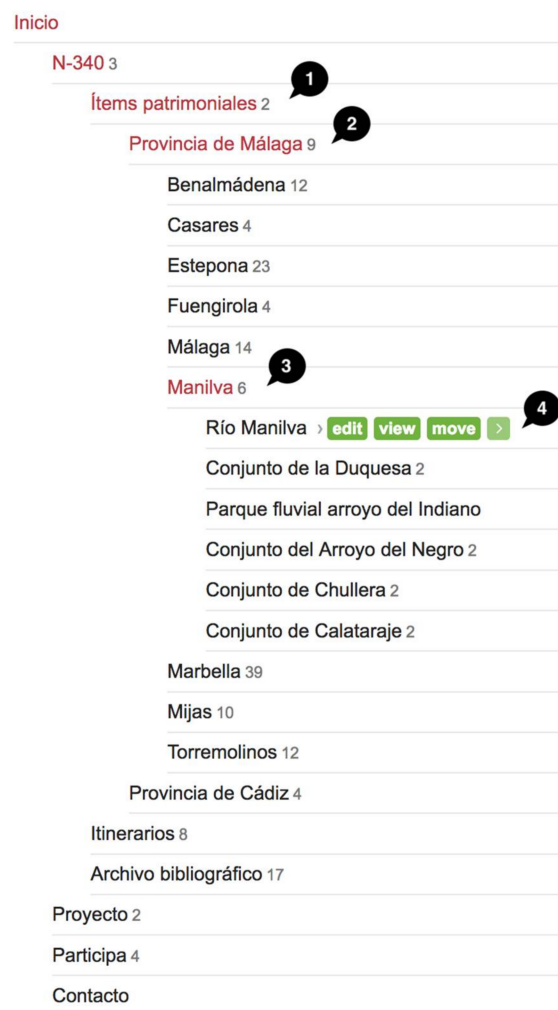 Inicio
N-340 3
1
Ítems patrimoniales 2
2
Provincia de Málaga 9
Benalmádena 12
Casares 4
Estepona 23
Fuengirola 4
Málaga 14
3
Manilva 6
4
Río Manilva › edit view move >
Conjunto de la Duquesa 2
Parque fluvial arroyo del Indiano
Conjunto del Arroyo del Negro 2
Conjunto de Chullera 2
Conjunto de Calataraje 2
Marbella 39
Mijas 10
Torremolinos 12
Provincia de Cádiz 4
Itinerarios 8
Archivo bibliográfico 17
Proyecto 2
Participa 4
Contacto